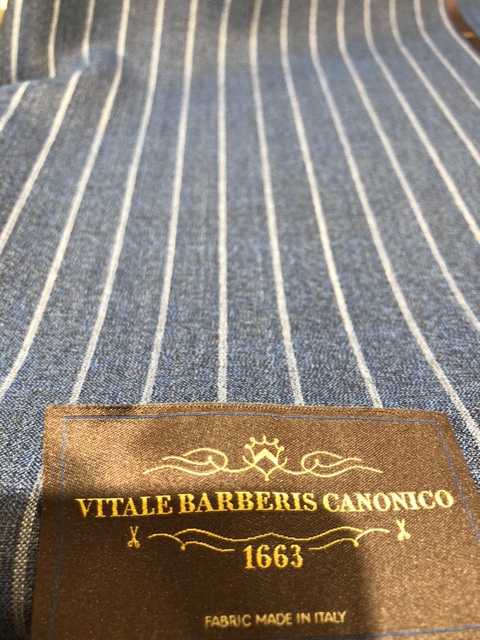 VITALE BARBERIS CANONICO
1663
FABRIC MADE IN ITALY